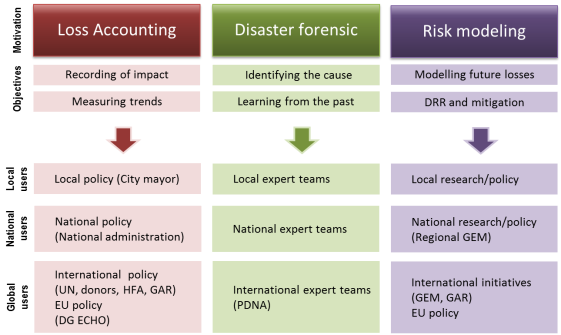 Motivation
Loss Accounting
Disaster forensic
Risk modeling
Objectives
Recording of impact
Identifying the cause
Modelling future losses
Measuring trends
Learning from the past
DRR and mitigation
Local
users
Local policy (City mayor)
Local expert teams
Local research/policy
National
users
National policy
(National administration)
National expert teams
National research/policy
(Regional GEM)
Global
users
International policy
(UN, donors, HFA, GAR)
EU policy
(DG ECHO)
International expert teams
(PDNA)
International initiatives
(GEM, GAR)
EU policy